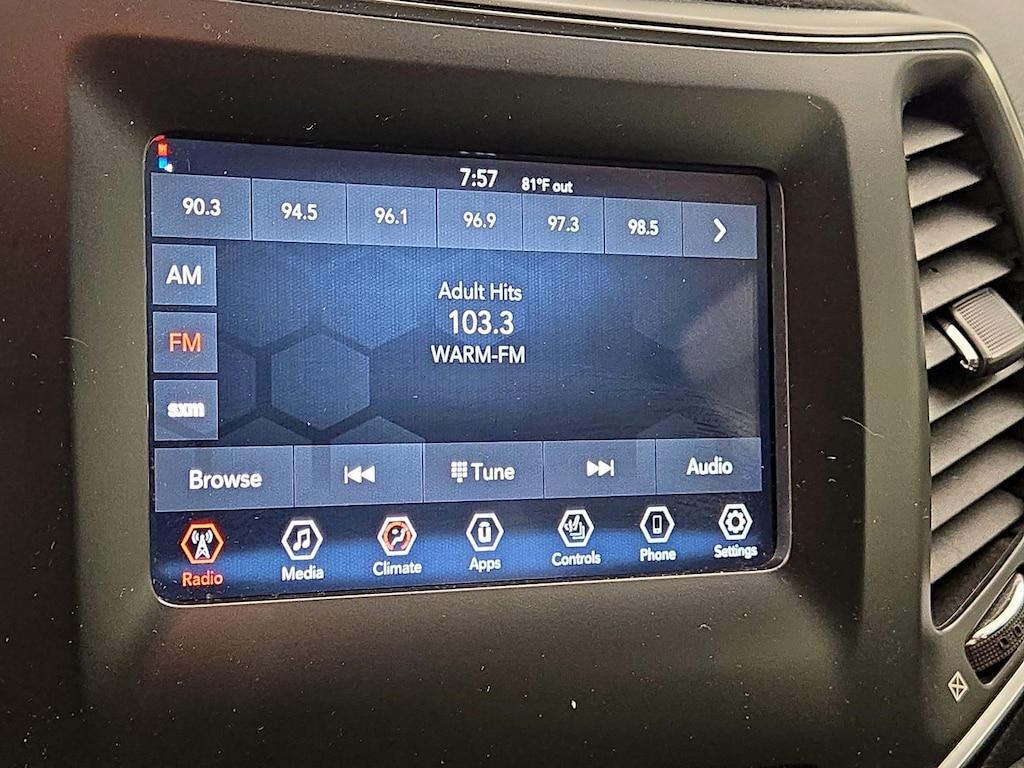 7:57 81°F out
90.3 94.5 96.1 96.9 97.3 98.5
AM
FM
sxm
Adult Hits
103.3
WARM-FM
Browse Tune Audio
Radio Media Climate Apps Controls Phone Settings